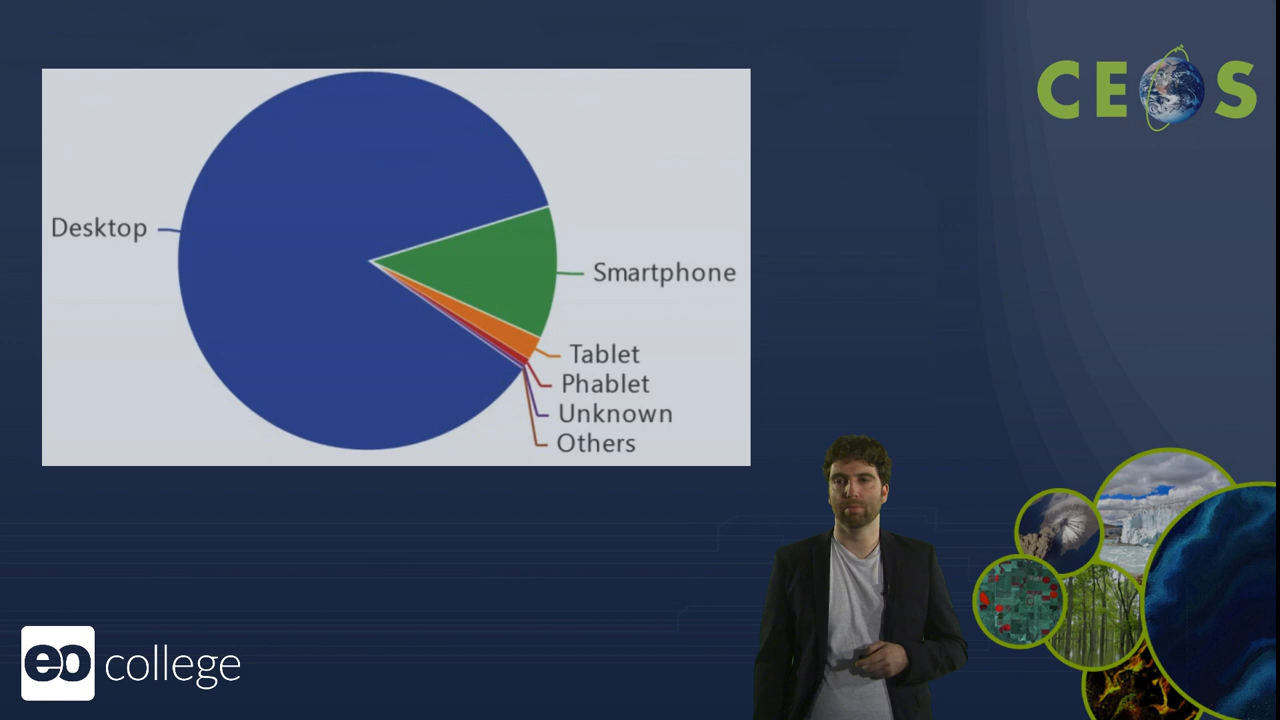 CEOS
Desktop
Smartphone
Tablet
Phablet
Unknown
Others
eo college